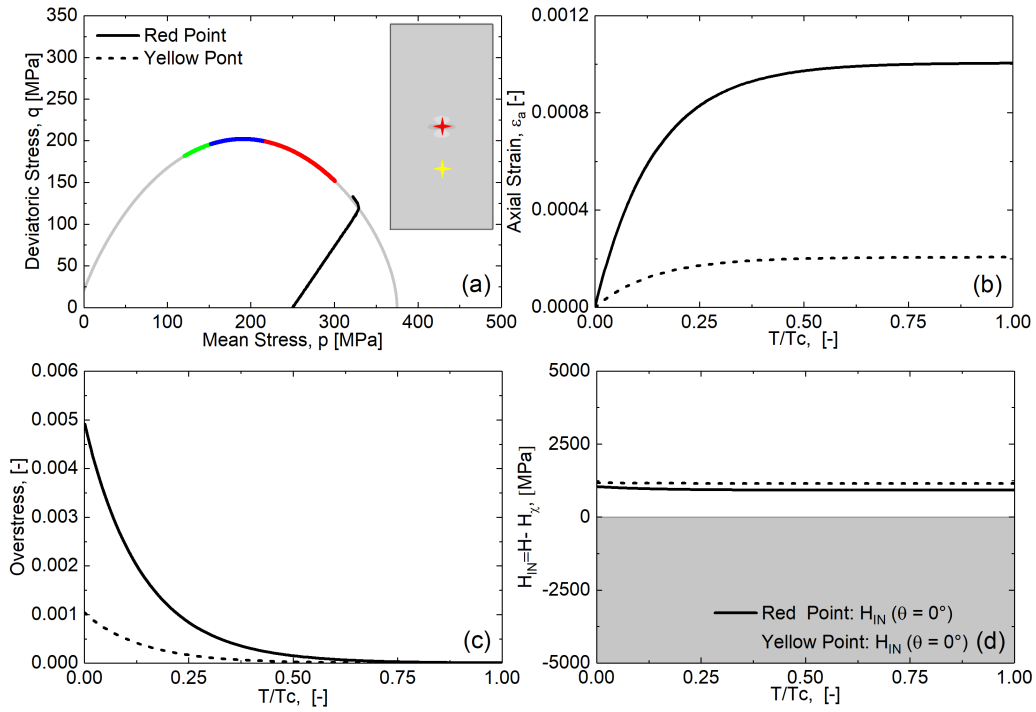 350
300
250
200
150
100
50
0
Deviatoric Stress, q [MPa]
Red Point
Yellow Pont
(a)
0 100 200 300 400 500
Mean Stress, p [MPa]
0.0012
0.0008
0.0004
0.0000
Axial Strain, εa [-]
(b)
0.00 0.25 0.50 0.75 1.00
T/Tc, [-]
0.006
0.005
0.004
0.003
0.002
0.001
0.000
Overstress, [-]
(c)
0.00 0.25 0.50 0.75 1.00
T/Tc, [-]
5000
2500
0
-2500
-5000
HIN=H- Hχ, [MPa]
Red Point: HIN (θ = 0°)
Yellow Point: HIN (θ = 0°)
(d)
0.00 0.25 0.50 0.75 1.00
T/Tc, [-]